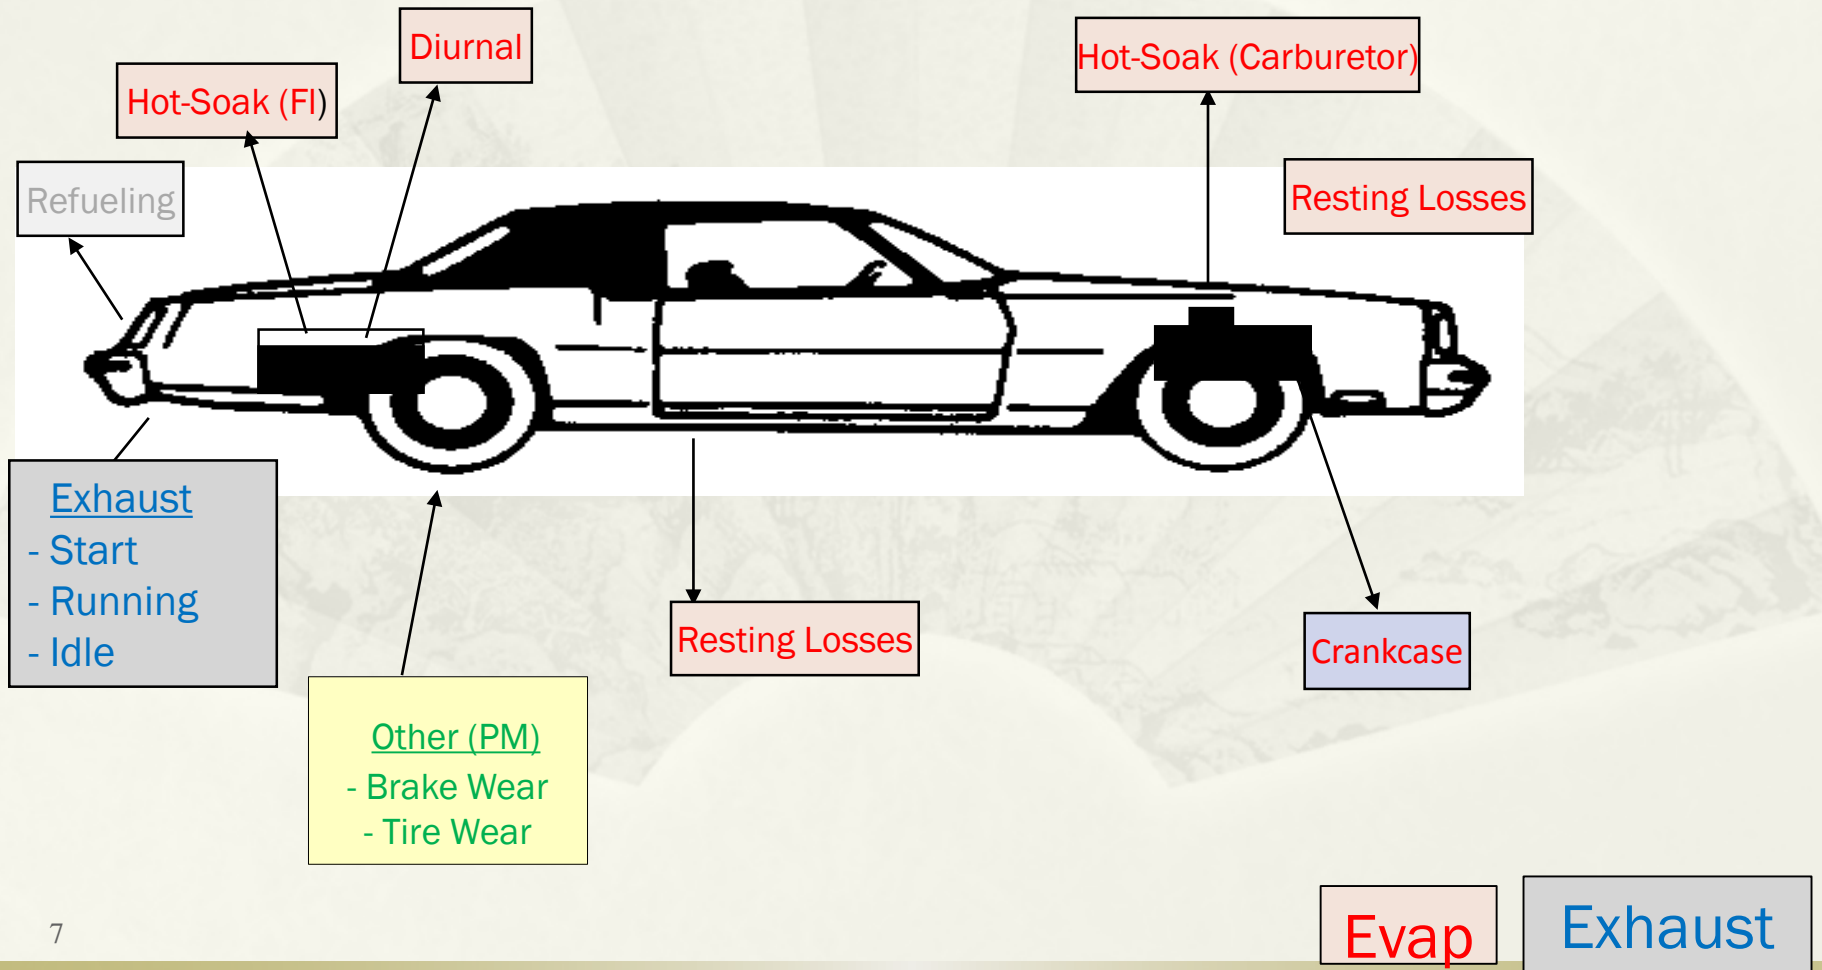 Diurnal
Hot-Soak (Carburetor)
Hot-Soak (FI)
Refueling
Resting Losses
Exhaust
- Start
- Running
- Idle
Resting Losses
Crankcase
Other (PM)
- Brake Wear
- Tire Wear
7
Evap
Exhaust